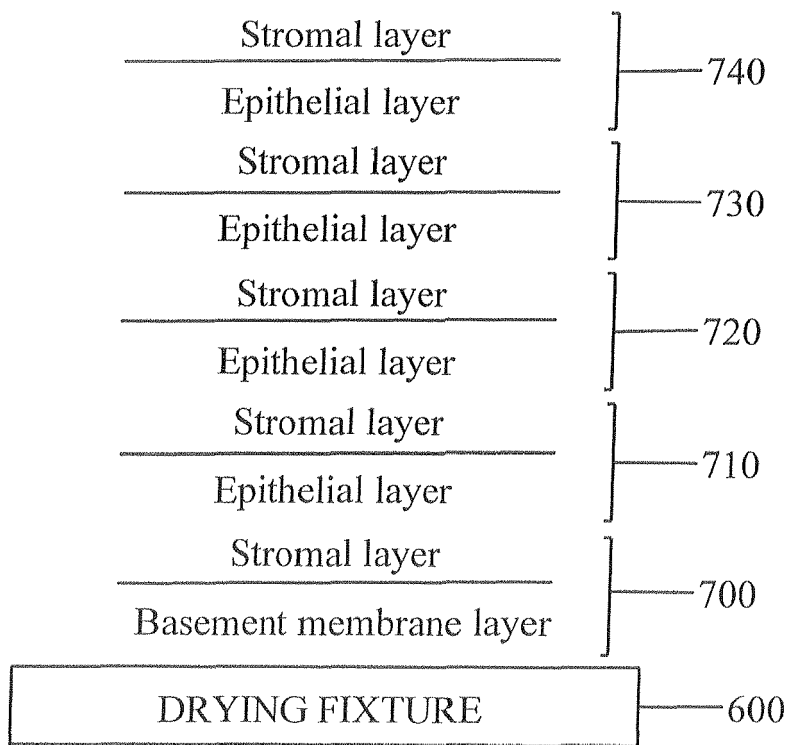 Stromal layer
740
Epithelial layer
Stromal layer
730
Epithelial layer
Stromal layer
720
Epithelial layer
Stromal layer
710
Epithelial layer
Stromal layer
700
Basement membrane layer
DRYING FIXTURE 600